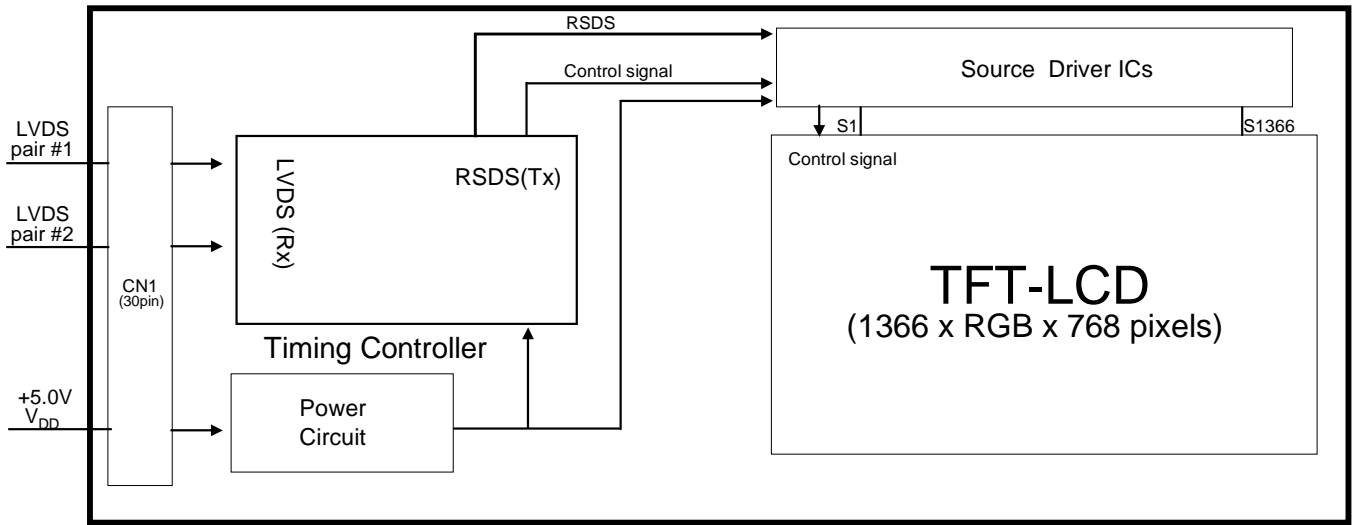 RSDS
Control signal
Source Driver ICs
LVDS
pair #1
S1
S1366
Control signal
LVDS (Rx)
RSDS(Tx)
LVDS
pair #2
CN1
(30pin)
TFT-LCD
(1366 x RGB x 768 pixels)
Timing Controller
+5.0V
VDD
Power
Circuit